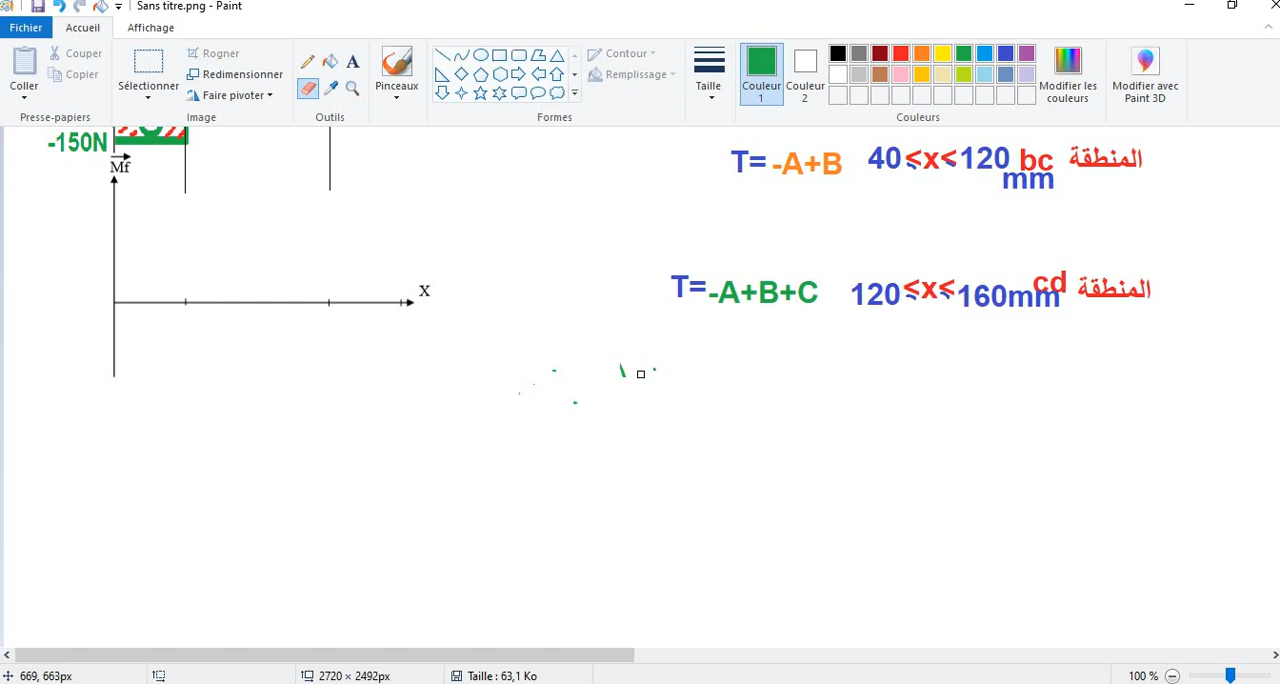 Sans titre.png - Paint
Fichier Accueil Affichage
Coller
Couper
Copier
Presse-papiers
Sélectionner
Rogner
Redimensionner
Faire pivoter
Image
A
Outils
Pinceaux
Contour
Remplissage
Formes
Taille
Couleur 1
Couleur 2
Modifier les couleurs
Couleurs
Modifier avec Paint 3D
-150N
Mf
X
T= -A+B 40<x<120 mm bc المنطقة
T=-A+B+C 120<x<160mm cd المنطقة
669, 663px
2720 × 2492px
Taille : 63,1 Ko
100 %